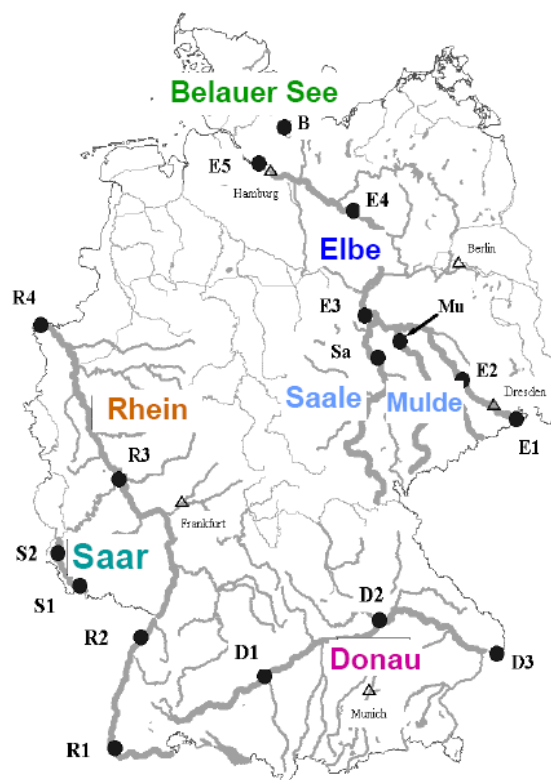 Belauer See
B
E5
Hamburg
E4
Elbe
Berlin
R4
E3
Mu
Sa
E2
Dresden
Rhein
Saale
Mulde
E1
R3
Frankfurt
S2
Saar
S1
D2
R2
D1
Donau
D3
Munich
R1